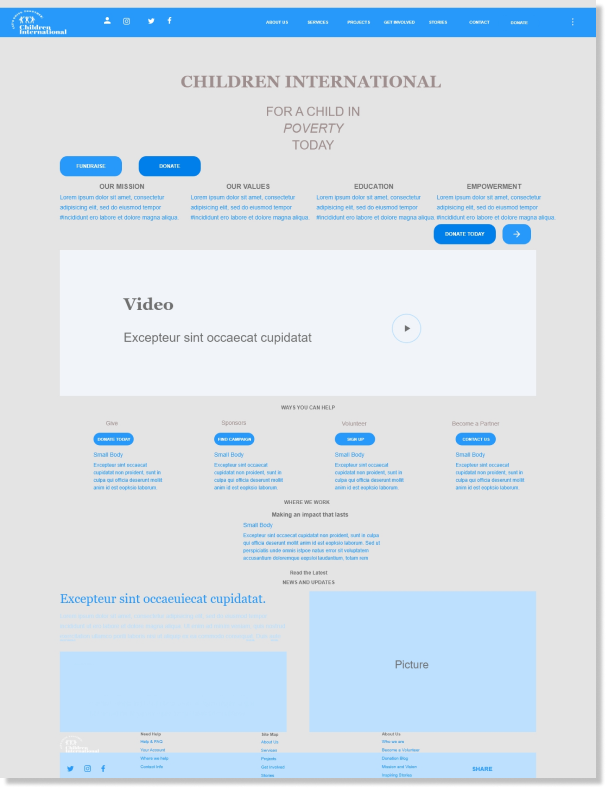 Children
International
ABOUT US SERVICES PROJECTS GET INVOLVED STORIES CONTACT DONATE
CHILDREN INTERNATIONAL
FOR A CHILD IN
POVERTY
TODAY
FUNDRAISE DONATE
OUR MISSION OUR VALUES EDUCATION EMPOWERMENT
Lorem ipsum dolor sit amet, consectetur Lorem ipsum dolor sit amet, consectetur Lorem ipsum dolor sit amet, consectetur Lorem ipsum dolor sit amet, consectetur
adipiscing elit, sed do eiusmod tempor adipiscing elit, sed do eiusmod tempor adipiscing elit, sed do eiusmod tempor adipiscing elit, sed do eiusmod tempor
#incididunt ero labore et dolore magna aliqua. #incididunt ero labore et dolore magna aliqua. #incididunt ero labore et dolore magna aliqua. #incididunt ero labore et dolore magna aliqua.
DONATE TODAY
Video
Excepteur sint occaecat cupidatat
WAYS YOU CAN HELP
Give Sponsors Volunteer Become a Partner
DONATE TODAY FIND CAMPAIGN SIGN UP CONTACT US
Small Body Small Body Small Body Small Body
Excepteur sint occaecat Excepteur sint occaecat Excepteur sint occaecat Excepteur sint occaecat
cupidatat non proident, sunt in cupidatat non proident, sunt in cupidatat non proident, sunt in cupidatat non proident, sunt in
culpa qui officia deserunt mollit culpa qui officia deserunt mollit culpa qui officia deserunt mollit culpa qui officia deserunt mollit
anim id est explicio laborum anim id est explicio laborum anim id est explicio laborum anim id est explicio laborum
WHERE WE WORK
Making an impact that lasts
Small Body
Excepteur sint occaecat cupidatat non proident, sunt in culpa
qui officia deserunt mollit anim id est explicio laborum. Sed ut
perspiciatis unde omnis istpoe natus error sit voluptatem
accusantium doloremque explici laudantium, totam rem
Read the Latest
NEWS AND UPDATES
Excepteur sint occaeuiecat cupidatat.
Picture
Need Help Site Map About Us
Help & FAQ About Us Who we are
Your Account Services Become a Volunteer
Where we help Projects Donation Blog
Contact Info Get Involved Mission and Values
Stories Inspiring Stories
SHARE